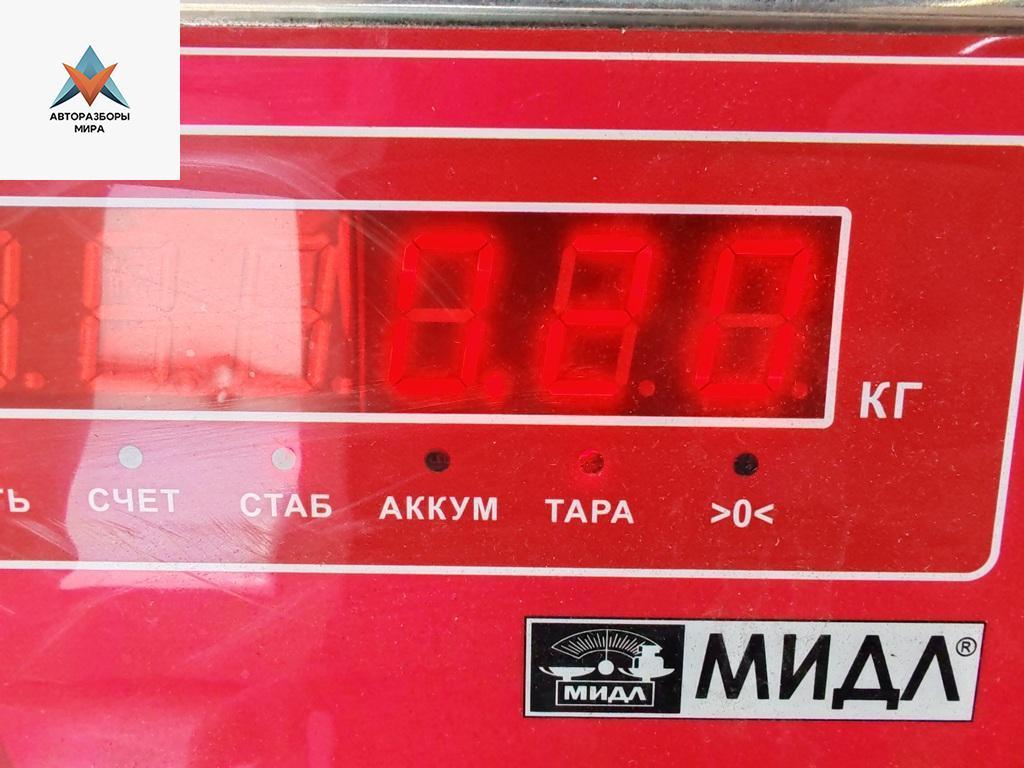 АВТОРАЗБОРЫ
МИРА
КГ
СЧЕТ
СТАБ
АККУМ
ТАРА
>0<
МИДЛ
МИДЛ®